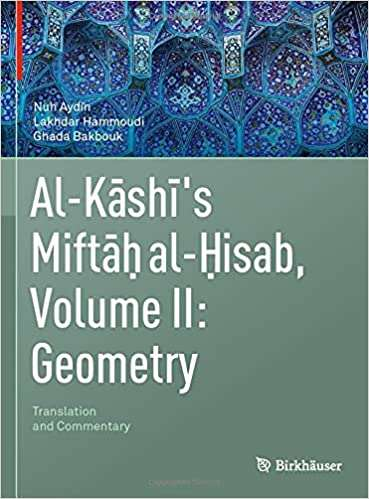 Nuh Aydin
Lakhdar Hammoudi
Ghada Bakbouk
Al-Kāshī's
Miftāḥ al-Ḥisab,
Volume II:
Geometry
Translation
and Commentary
Birkhäuser